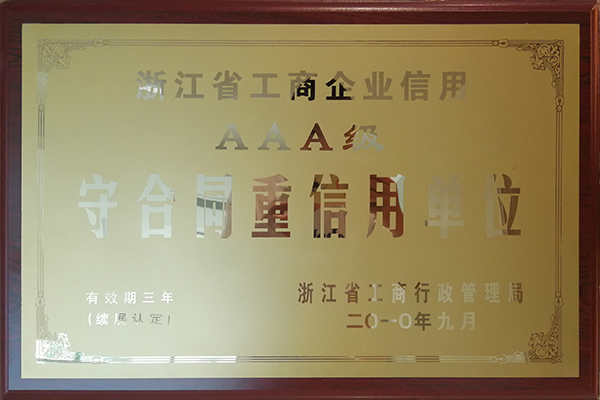 浙江省工商企业信用
AAA级
守合同重信用单位
有效期三年
(续展认定)
浙江省工商行政管理局
二〇一〇年九月